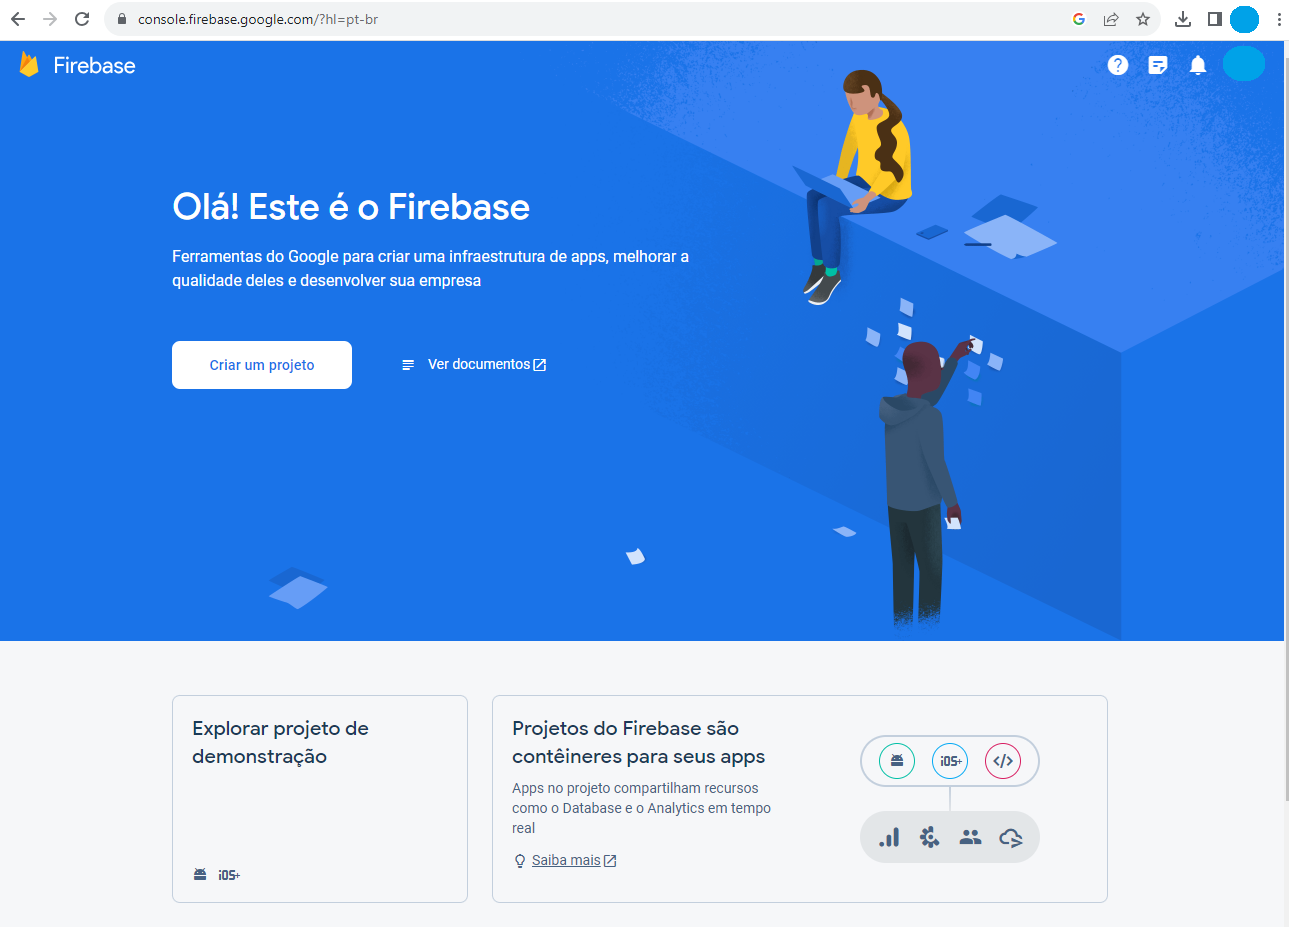 console.firebase.google.com/?hl=pt-br
Firebase
Olá! Este é o Firebase
Ferramentas do Google para criar uma infraestrutura de apps, melhorar a
qualidade deles e desenvolver sua empresa
Criar um projeto
Ver documentos
Explorar projeto de
demonstração
iOS+
Projetos do Firebase são
contêineres para seus apps
Apps no projeto compartilham recursos
como o Database e o Analytics em tempo
real
Saiba mais
iOS+